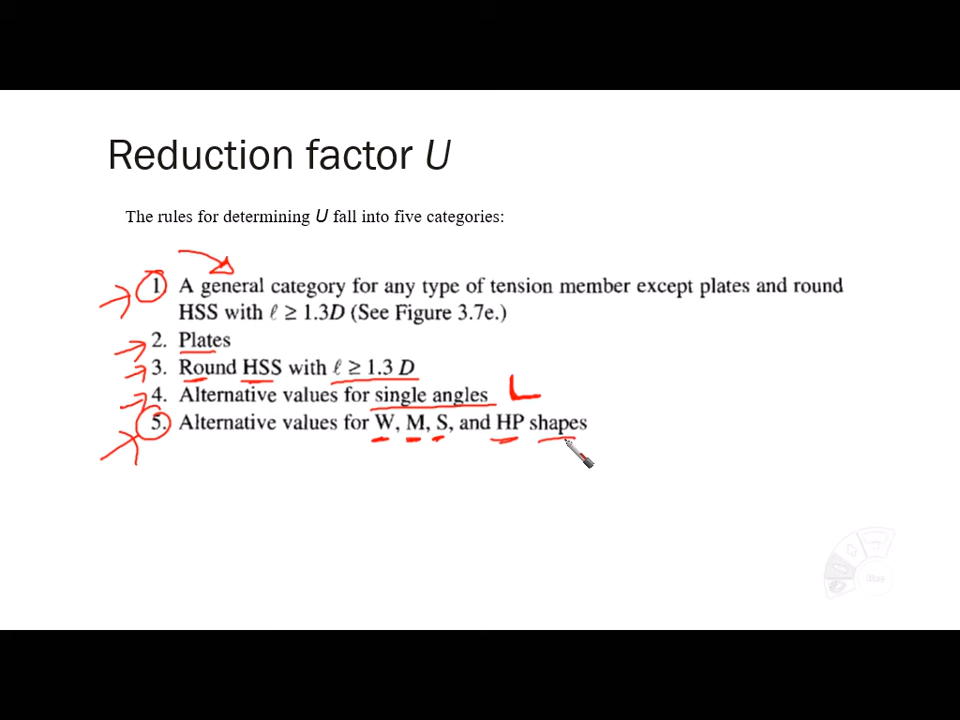 Reduction factor U
The rules for determining U fall into five categories:
1. A general category for any type of tension member except plates and round
HSS with ℓ ≥ 1.3D (See Figure 3.7e.)
2. Plates
3. Round HSS with ℓ ≥ 1.3 D
4. Alternative values for single angles L
5. Alternative values for W, M, S, and HP shapes